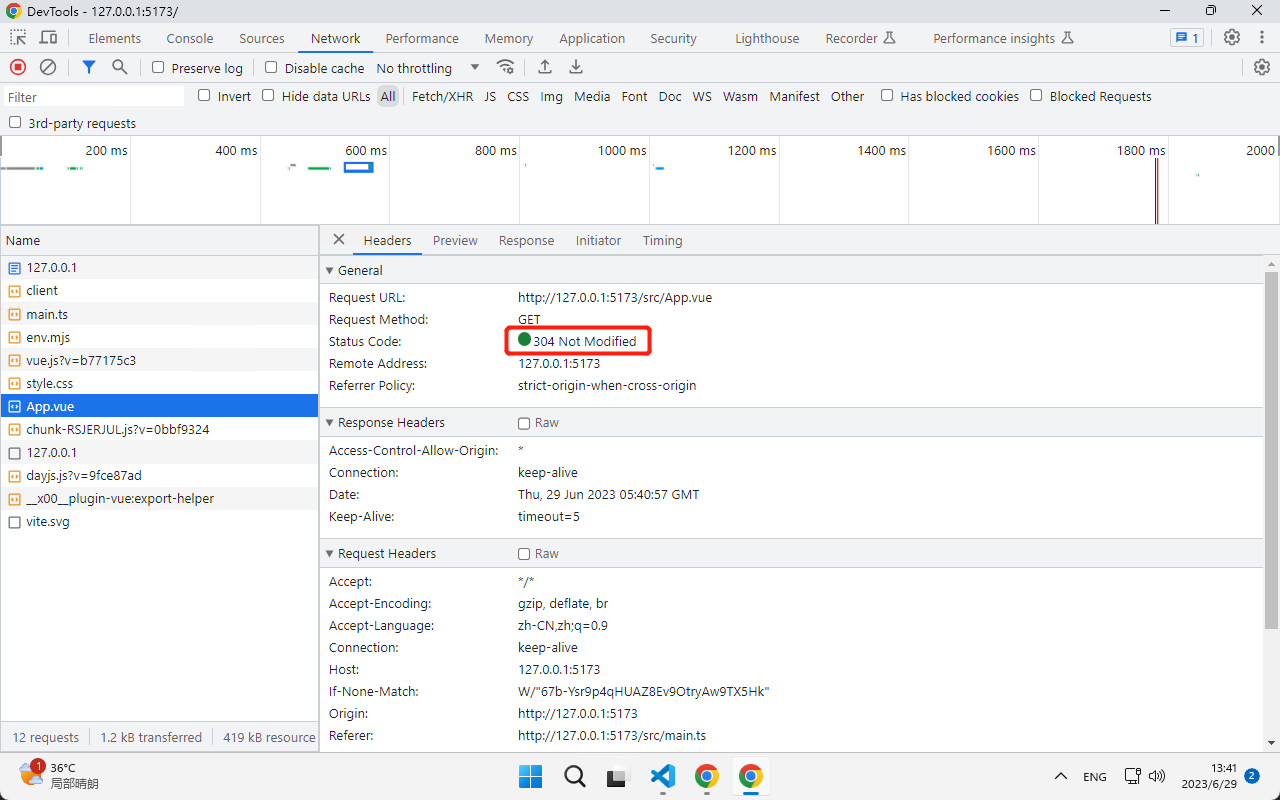 DevTools - 127.0.0.1:5173/
Elements Console Sources Network Performance Memory Application Security Lighthouse Recorder Performance insights 1
Preserve log Disable cache No throttling
Filter Invert Hide data URLs All Fetch/XHR JS CSS Img Media Font Doc WS Wasm Manifest Other Has blocked cookies Blocked Requests
3rd-party requests
200 ms 400 ms 600 ms 800 ms 1000 ms 1200 ms 1400 ms 1600 ms 1800 ms 2000
Name
127.0.0.1
client
main.ts
env.mjs
vue.js?v=b77175c3
style.css
App.vue
chunk-RSJERJUL.js?v=0bbf9324
127.0.0.1
dayjs.js?v=9fce87ad
__x00__plugin-vue:export-helper
vite.svg
12 requests 1.2 kB transferred 419 kB resource
Headers Preview Response Initiator Timing
General
Request URL: http://127.0.0.1:5173/src/App.vue
Request Method: GET
Status Code: 304 Not Modified
Remote Address: 127.0.0.1:5173
Referrer Policy: strict-origin-when-cross-origin
Response Headers Raw
Access-Control-Allow-Origin: *
Connection: keep-alive
Date: Thu, 29 Jun 2023 05:40:57 GMT
Keep-Alive: timeout=5
Request Headers Raw
Accept: */*
Accept-Encoding: gzip, deflate, br
Accept-Language: zh-CN,zh;q=0.9
Connection: keep-alive
Host: 127.0.0.1:5173
If-None-Match: W/"67b-Ysr9p4qHUAZ8Ev9OtryAw9TX5Hk"
Origin: http://127.0.0.1:5173
Referer: http://127.0.0.1:5173/src/main.ts
1 36°C
局部晴朗
ENG
13:41
2023/6/29 2